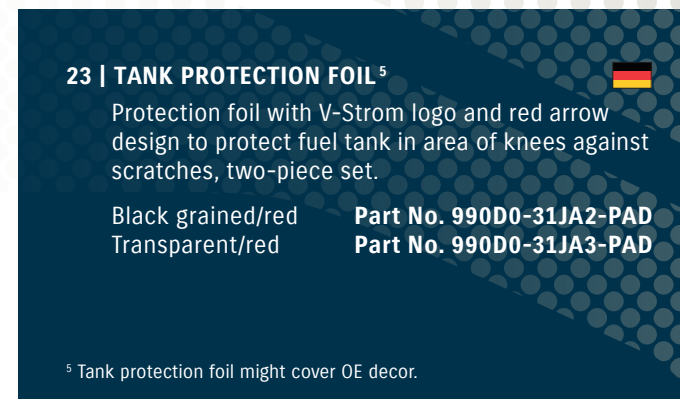 23 | TANK PROTECTION FOIL⁵
Protection foil with V-Strom logo and red arrow
design to protect fuel tank in area of knees against
scratches, two-piece set.
Black grained/red Part No. 990D0-31JA2-PAD
Transparent/red Part No. 990D0-31JA3-PAD
⁵ Tank protection foil might cover OE decor.